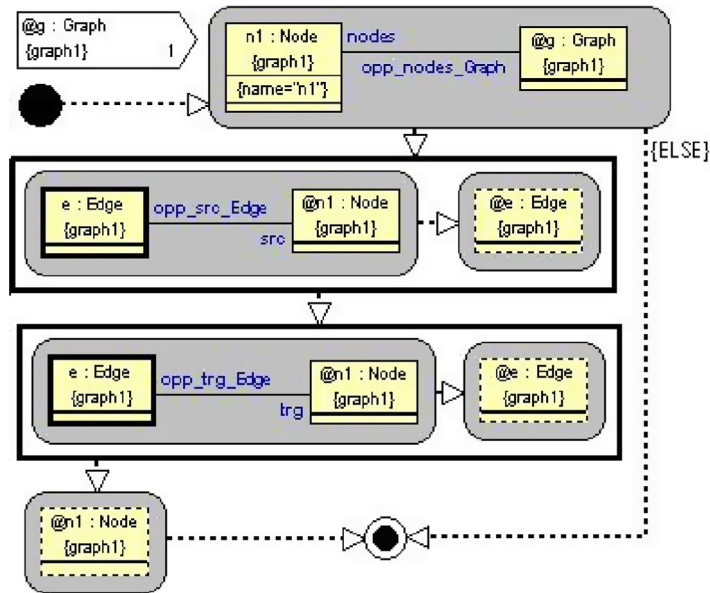 @g : Graph
{graph1} 1
n1 : Node
{graph1}
{name="n1"}
nodes
opp_nodes_Graph
@g : Graph
{graph1}
{ELSE}
e : Edge
{graph1}
opp_src_Edge
src
@n1 : Node
{graph1}
@e : Edge
{graph1}
e : Edge
{graph1}
opp_trg_Edge
trg
@n1 : Node
{graph1}
@e : Edge
{graph1}
@n1 : Node
{graph1}